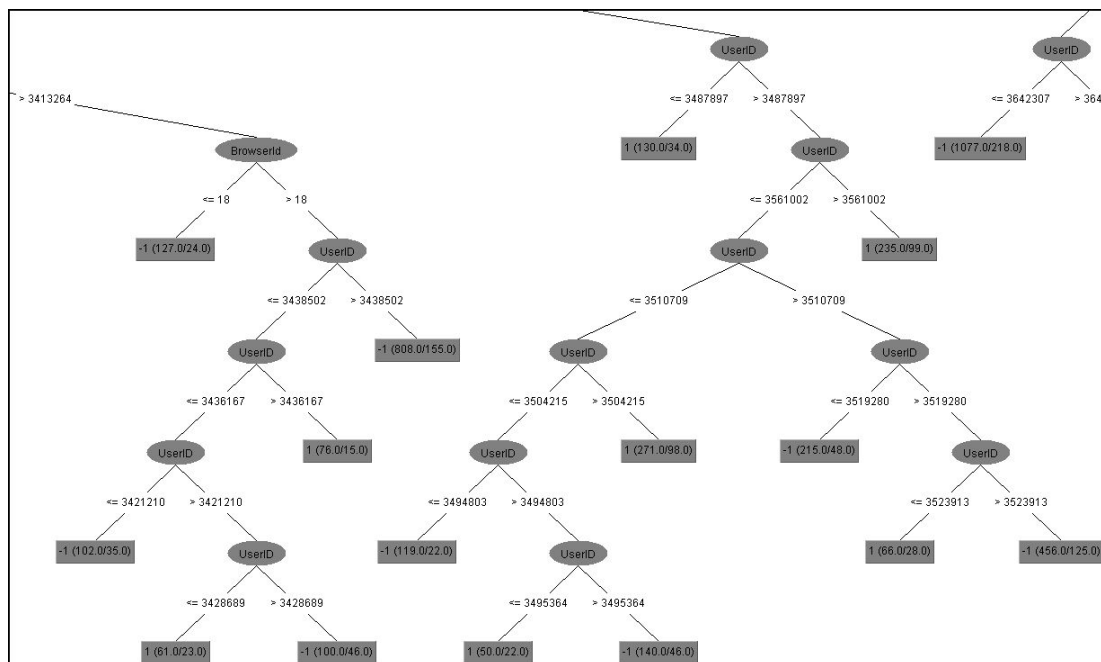 UserID UserID
> 3413264 <= 3487897 > 3487897 <= 3642307 > 364
BrowserId 1 (130.0/34.0) UserID -1 (1077.0/218.0)
<= 18 > 18 <= 3561002 > 3561002
-1 (127.0/24.0) UserID UserID 1 (235.0/99.0)
<= 3438502 > 3438502 <= 3510709 > 3510709
UserID -1 (808.0/155.0) UserID UserID
<= 3436167 > 3436167 <= 3504215 > 3504215 <= 3519280 > 3519280
UserID 1 (76.0/15.0) UserID 1 (271.0/98.0) -1 (215.0/48.0) UserID
<= 3421210 > 3421210 <= 3494803 > 3494803 <= 3523913 > 3523913
-1 (102.0/35.0) UserID -1 (119.0/22.0) UserID 1 (66.0/28.0) -1 (456.0/125.0)
<= 3428689 > 3428689 <= 3495364 > 3495364
1 (61.0/23.0) -1 (100.0/46.0) 1 (50.0/22.0) -1 (140.0/46.0)